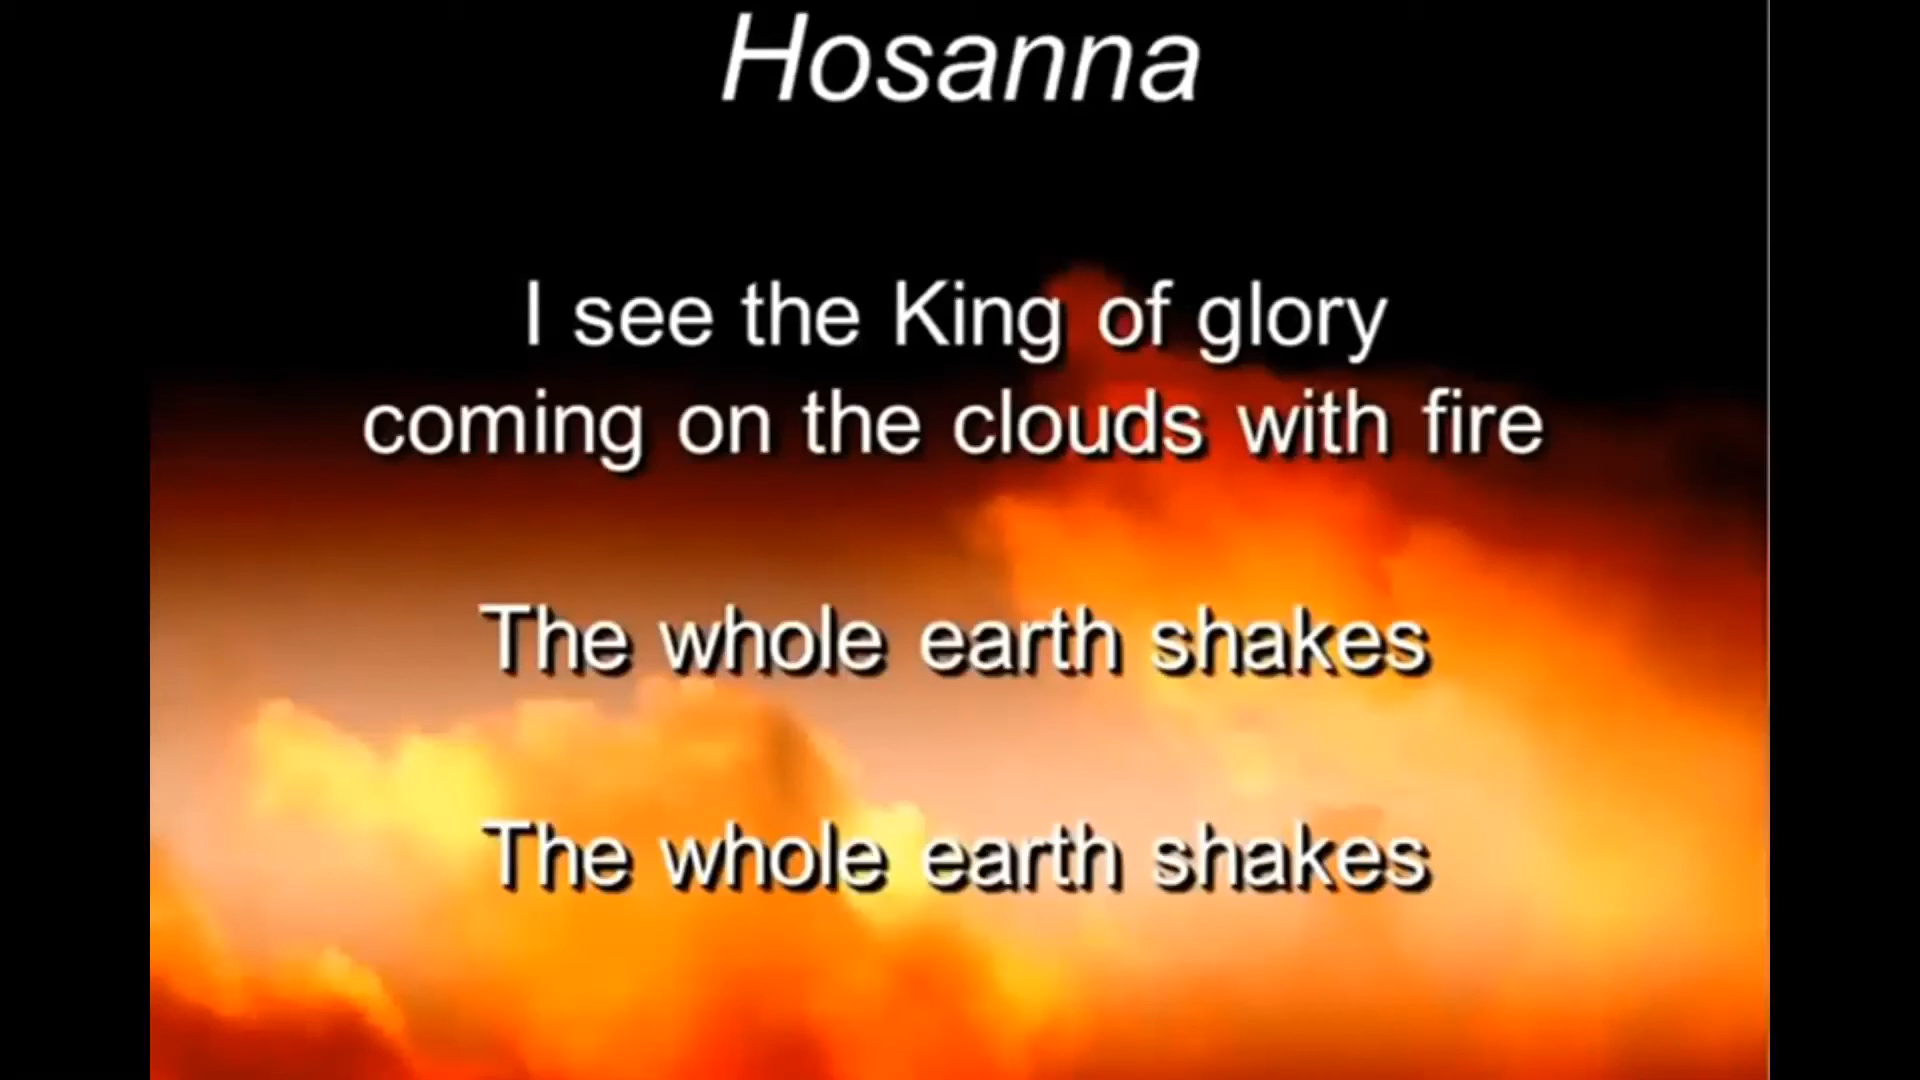 Hosanna
I see the King of glory
coming on the clouds with fire
The whole earth shakes
The whole earth shakes